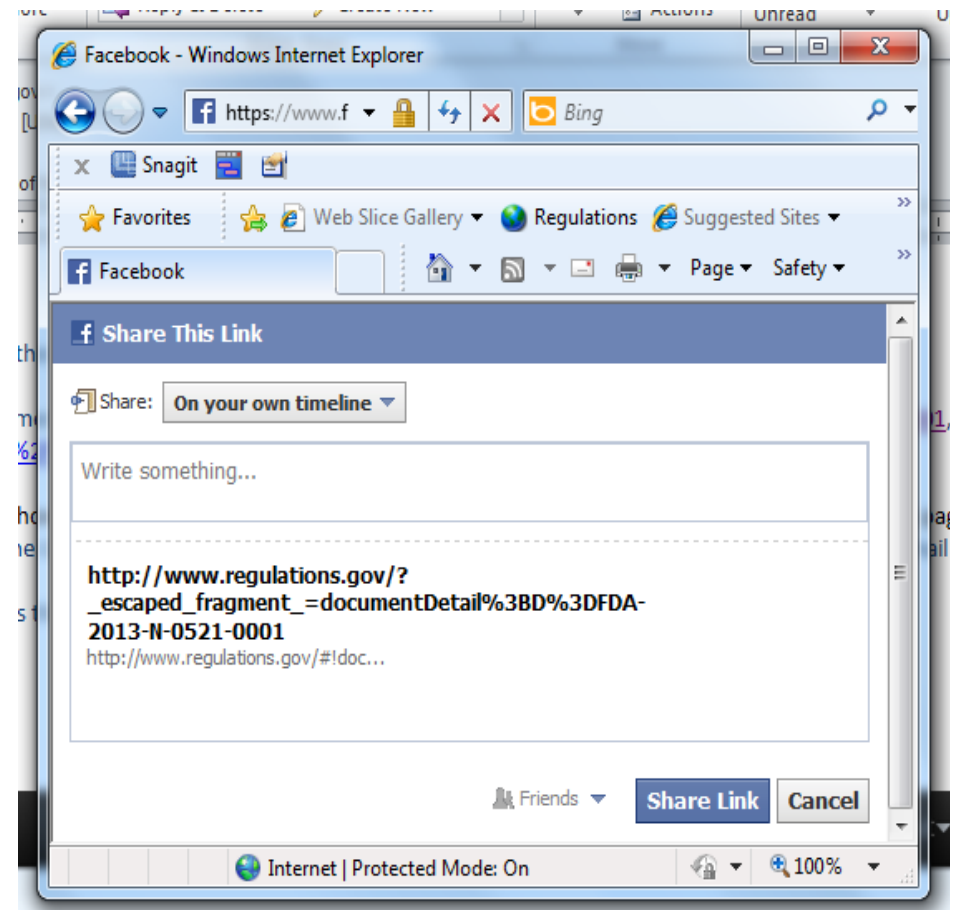 Actions
Unread
Facebook - Windows Internet Explorer
https://www.f
Bing
x Snagit
Favorites Web Slice Gallery Regulations Suggested Sites »
Facebook Page Safety »
f Share This Link
Share: On your own timeline
Write something...
http://www.regulations.gov/?
_escaped_fragment_=documentDetail%3BD%3DFDA-
2013-N-0521-0001
http://www.regulations.gov/#!doc...
Friends Share Link Cancel
Internet | Protected Mode: On 100%